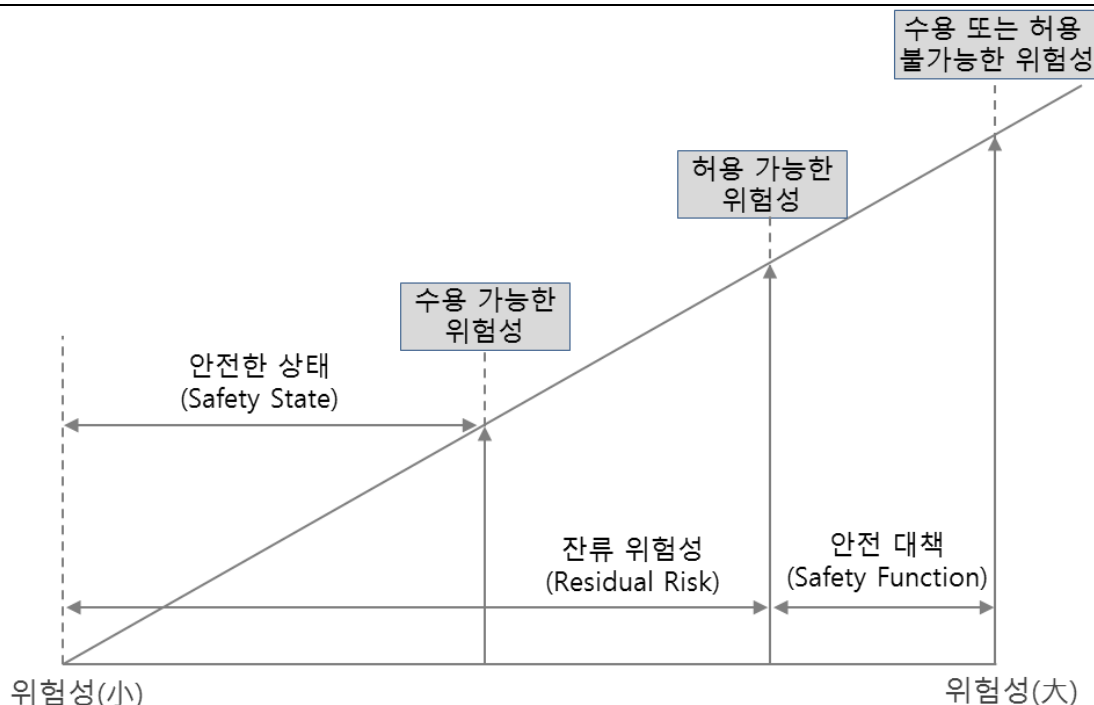 수용 또는 허용
불가능한 위험성
허용 가능한
위험성
수용 가능한
위험성
안전한 상태
(Safety State)
잔류 위험성
(Residual Risk)
안전 대책
(Safety Function)
위험성(小)
위험성(大)